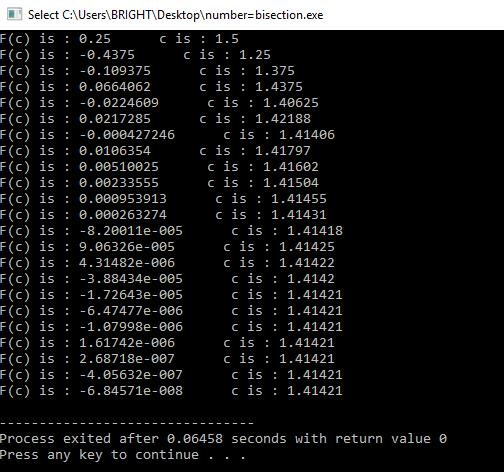 Select C:\Users\BRIGHT\Desktop\number=bisection.exe
F(c) is : 0.25      c is : 1.5
F(c) is : -0.4375      c is : 1.25
F(c) is : -0.109375      c is : 1.375
F(c) is : 0.0664062      c is : 1.4375
F(c) is : -0.0224609      c is : 1.40625
F(c) is : 0.0217285      c is : 1.42188
F(c) is : -0.000427246      c is : 1.41406
F(c) is : 0.0106354      c is : 1.41797
F(c) is : 0.00510025      c is : 1.41602
F(c) is : 0.00233555      c is : 1.41504
F(c) is : 0.000953913      c is : 1.41455
F(c) is : 0.000263274      c is : 1.41431
F(c) is : -8.20011e-005      c is : 1.41418
F(c) is : 9.06326e-005      c is : 1.41425
F(c) is : 4.31482e-006      c is : 1.41422
F(c) is : -3.88434e-005      c is : 1.4142
F(c) is : -1.72643e-005      c is : 1.41421
F(c) is : -6.47477e-006      c is : 1.41421
F(c) is : -1.07998e-006      c is : 1.41421
F(c) is : 1.61742e-006      c is : 1.41421
F(c) is : 2.68718e-007      c is : 1.41421
F(c) is : -4.05632e-007      c is : 1.41421
F(c) is : -6.84571e-008      c is : 1.41421
--------------------------------
Process exited after 0.06458 seconds with return value 0
Press any key to continue . . .